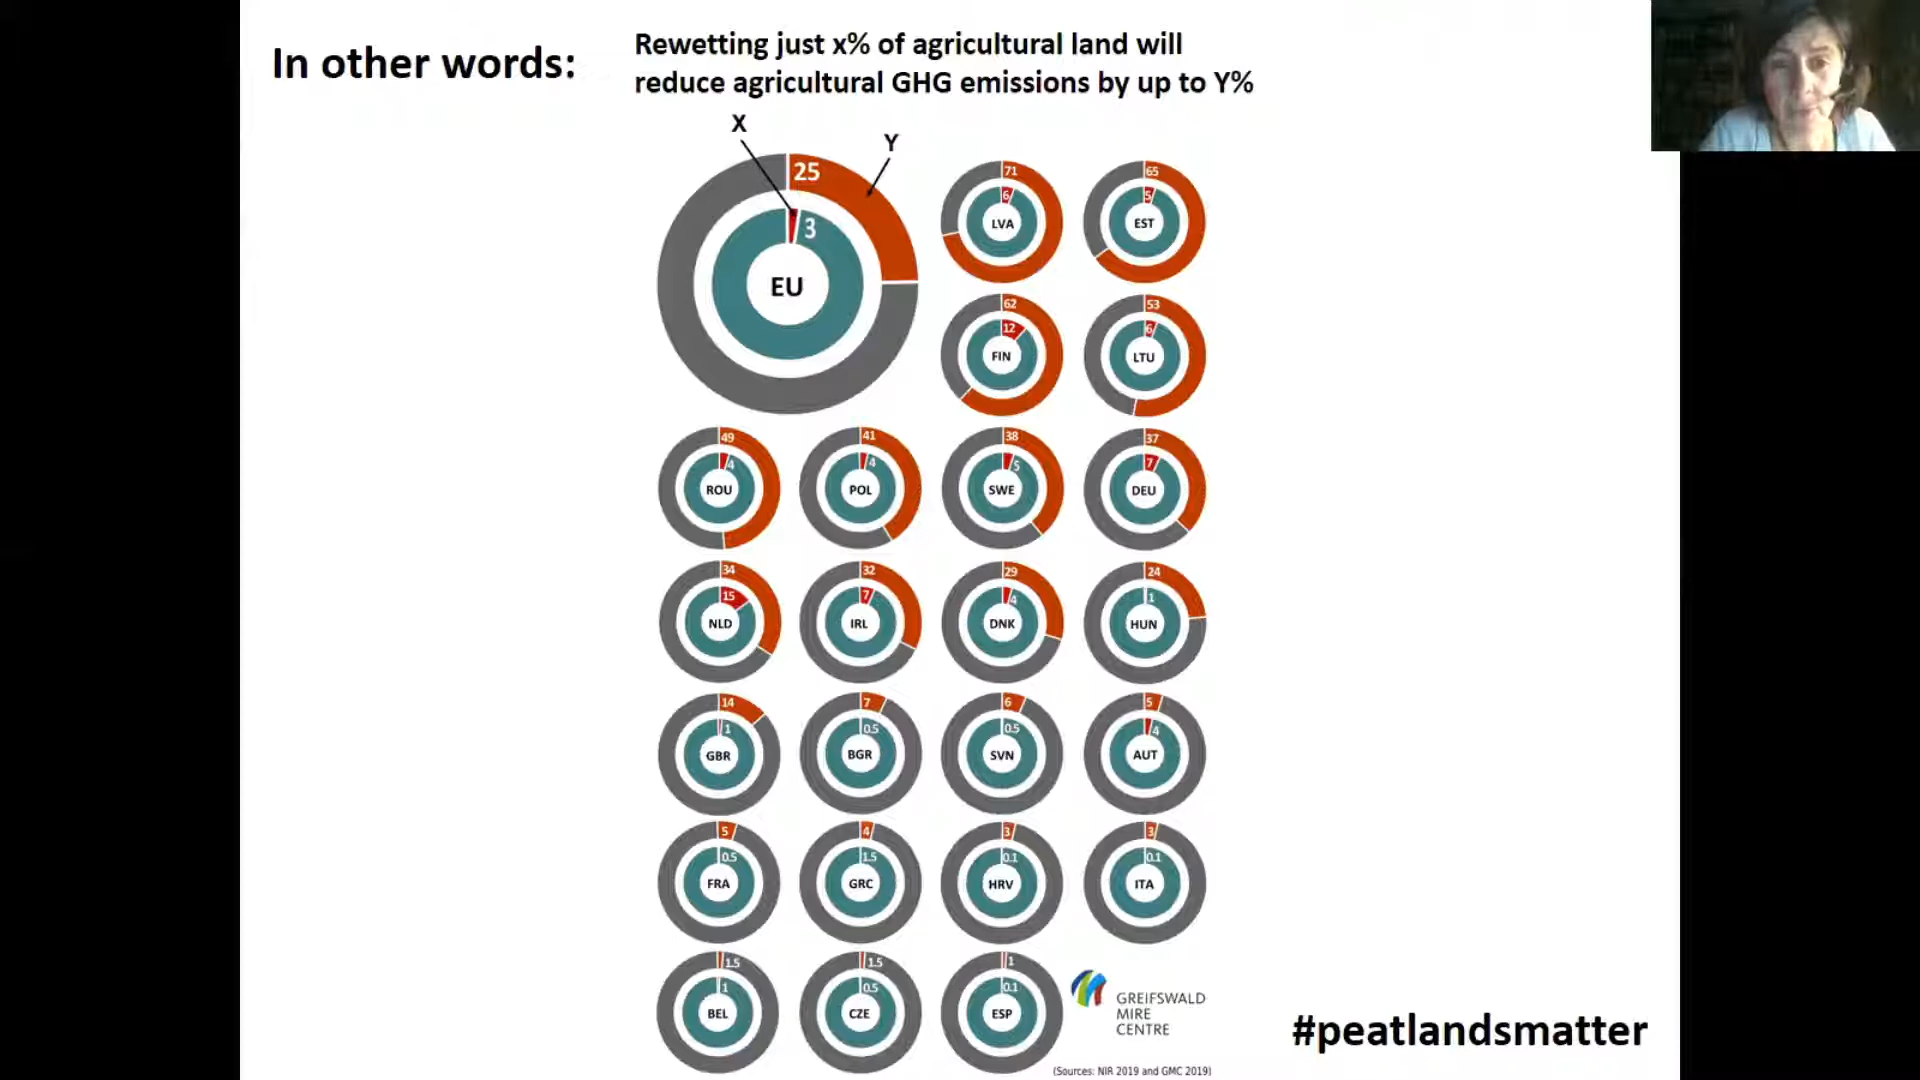 In other words:
Rewetting just x% of agricultural land will
reduce agricultural GHG emissions by up to Y%
X
Y
25
3
EU
71
6
LVA
65
5
EST
62
12
FIN
53
6
LTU
49
4
ROU
41
4
POL
38
5
SWE
37
7
DEU
34
15
NLD
32
7
IRL
29
4
DNK
24
1
HUN
14
1
GBR
7
0.5
BGR
6
0.5
SVN
5
4
AUT
5
0.5
FRA
4
1.5
GRC
3
0.1
HRV
3
0.1
ITA
1.5
1
BEL
1.5
0.5
CZE
1
0.1
ESP
GREIFSWALD
MIRE
CENTRE
#peatlandsmatter
(Sources: NIR 2019 and GMC 2019)